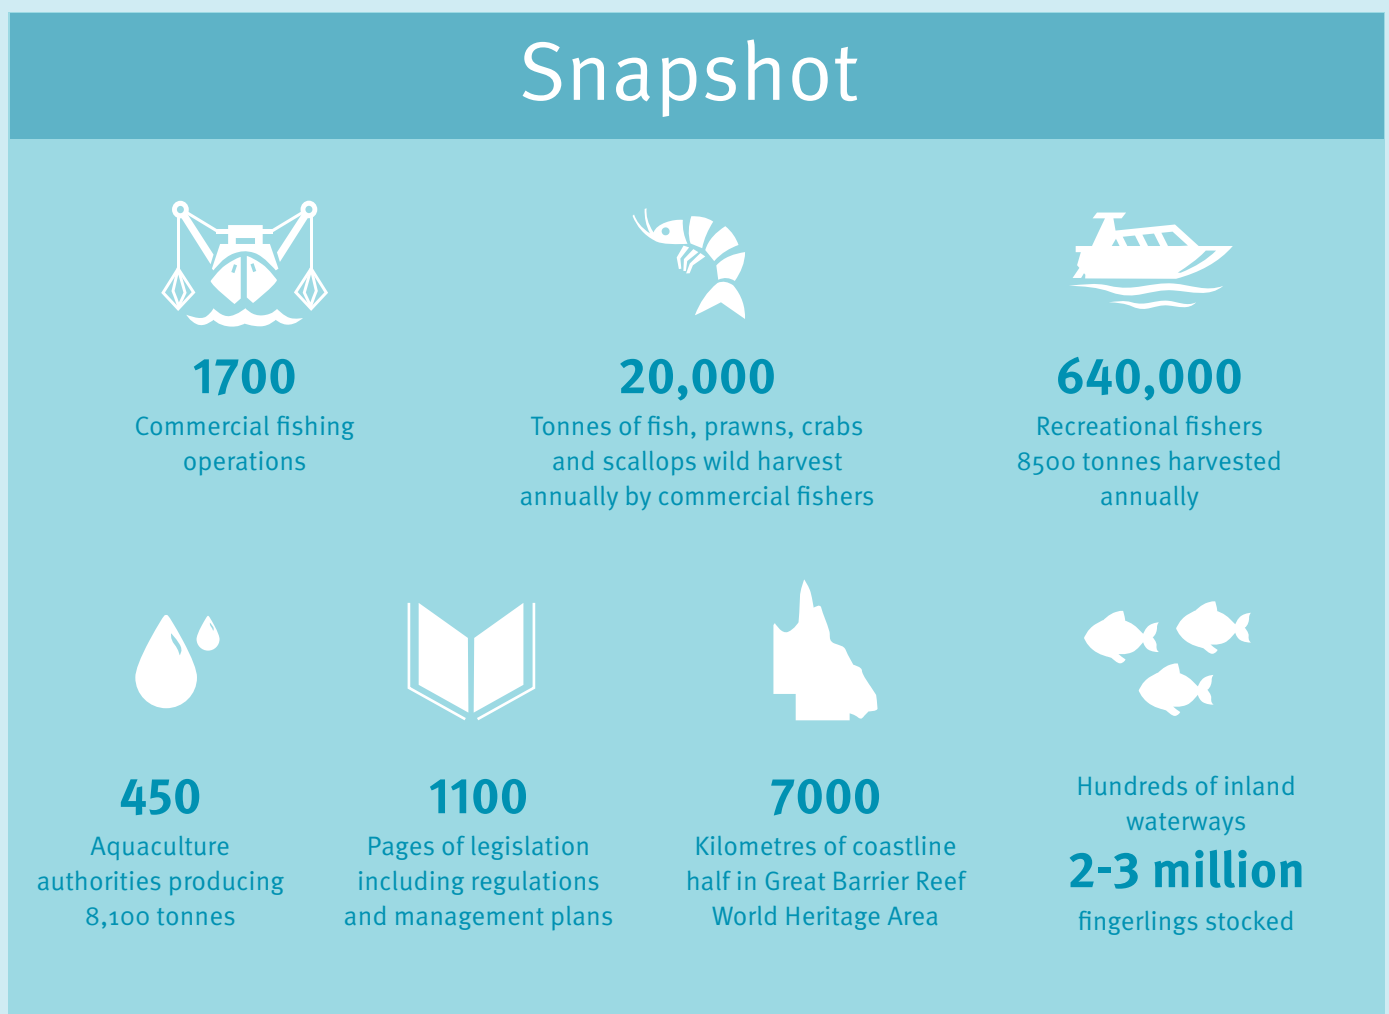 Snapshot
1700
Commercial fishing
operations
20,000
Tonnes of fish, prawns, crabs
and scallops wild harvest
annually by commercial fishers
640,000
Recreational fishers
8500 tonnes harvested
annually
450
Aquaculture
authorities producing
8,100 tonnes
1100
Pages of legislation
including regulations
and management plans
7000
Kilometres of coastline
half in Great Barrier Reef
World Heritage Area
Hundreds of inland
waterways
2-3 million
fingerlings stocked